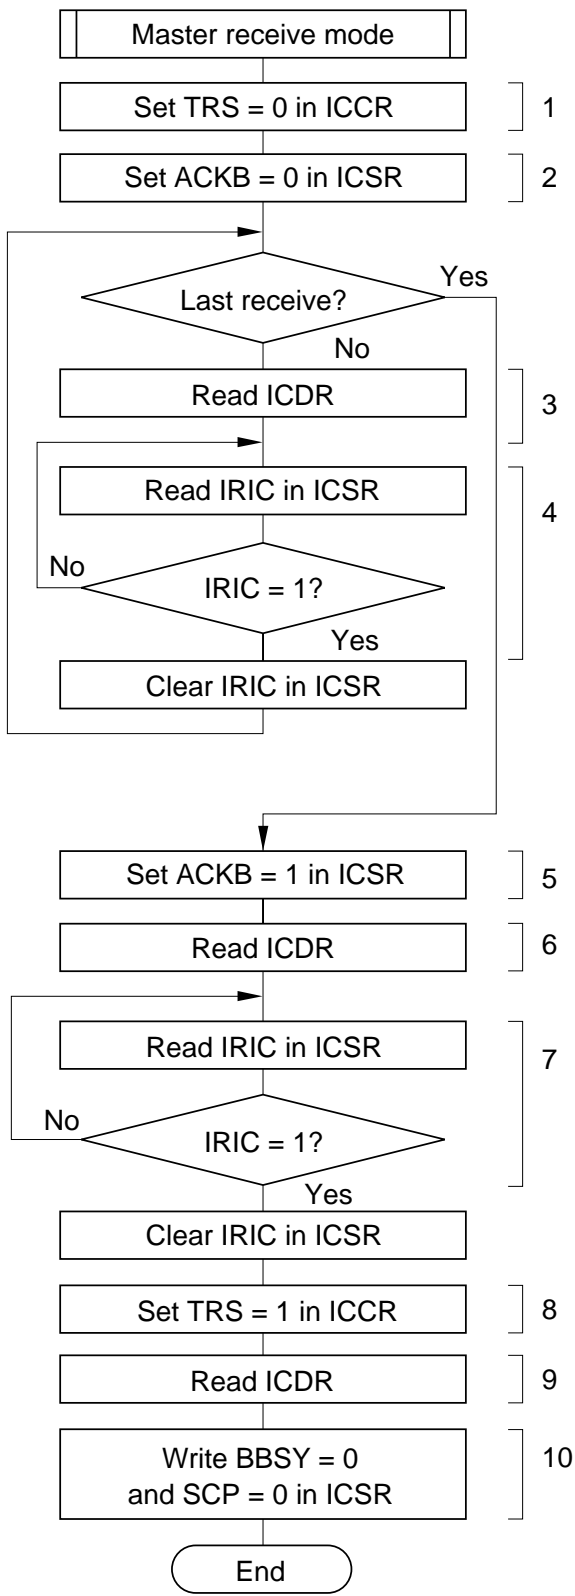 Master receive mode
Set TRS = 0 in ICCR
1
Set ACKB = 0 in ICSR
2
Yes
Last receive?
No
Read ICDR
3
Read IRIC in ICSR
4
No
IRIC = 1?
Yes
Clear IRIC in ICSR
Set ACKB = 1 in ICSR
5
Read ICDR
6
Read IRIC in ICSR
7
No
IRIC = 1?
Yes
Clear IRIC in ICSR
Set TRS = 1 in ICCR
8
Read ICDR
9
Write BBSY = 0
10
and SCP = 0 in ICSR
End